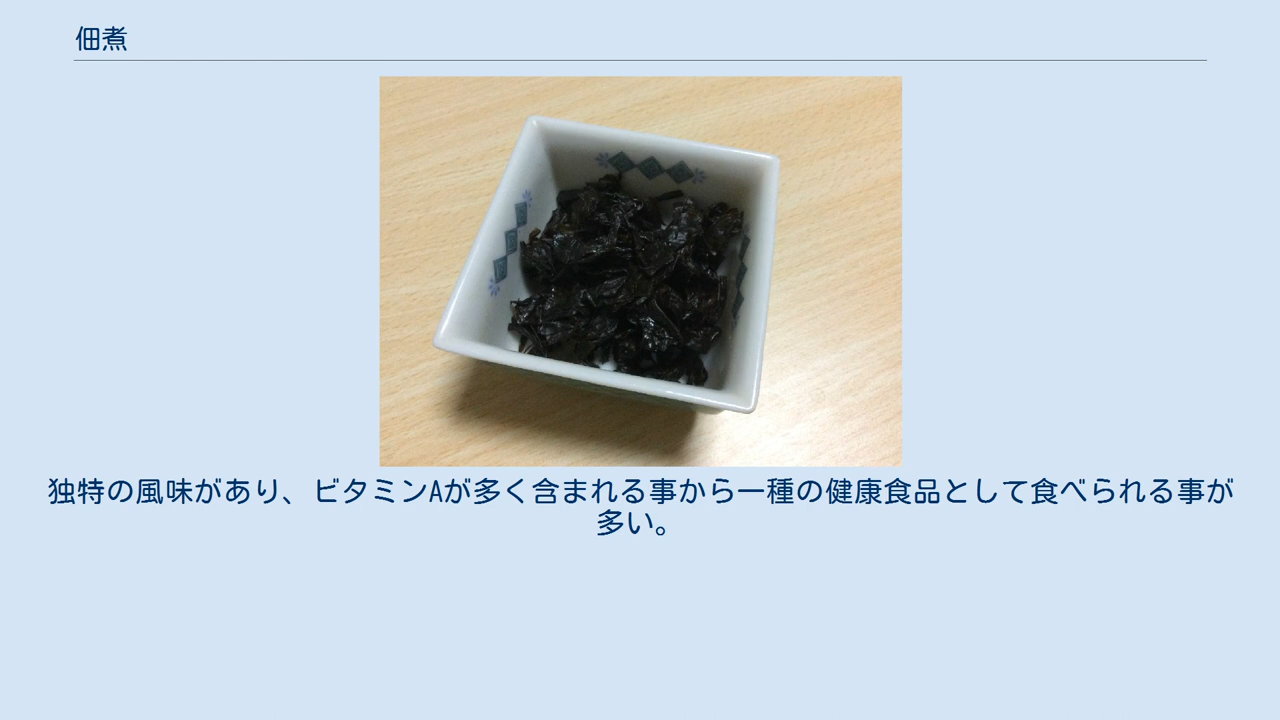 佃煮
独特の風味があり、ビタミンAが多く含まれる事から一種の健康食品として食べられる事が
多い。